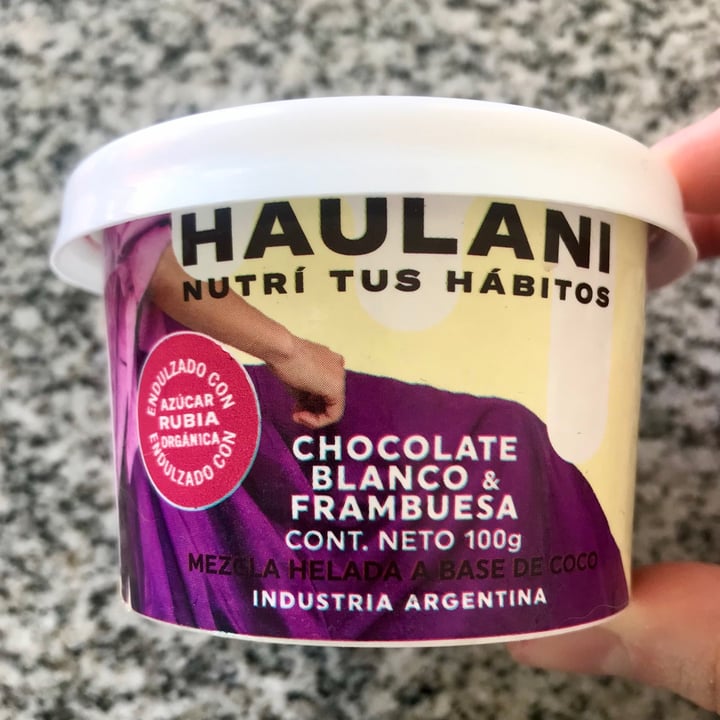 HAULANI
NUTRÍ TUS HÁBITOS
ENDULZADO CON
AZÚCAR
RUBIA
ORGÁNICA
ENDULZADO CON
CHOCOLATE
BLANCO &
FRAMBUESA
CONT. NETO 100g
MEZCLA HELADA A BASE DE COCO
INDUSTRIA ARGENTINA